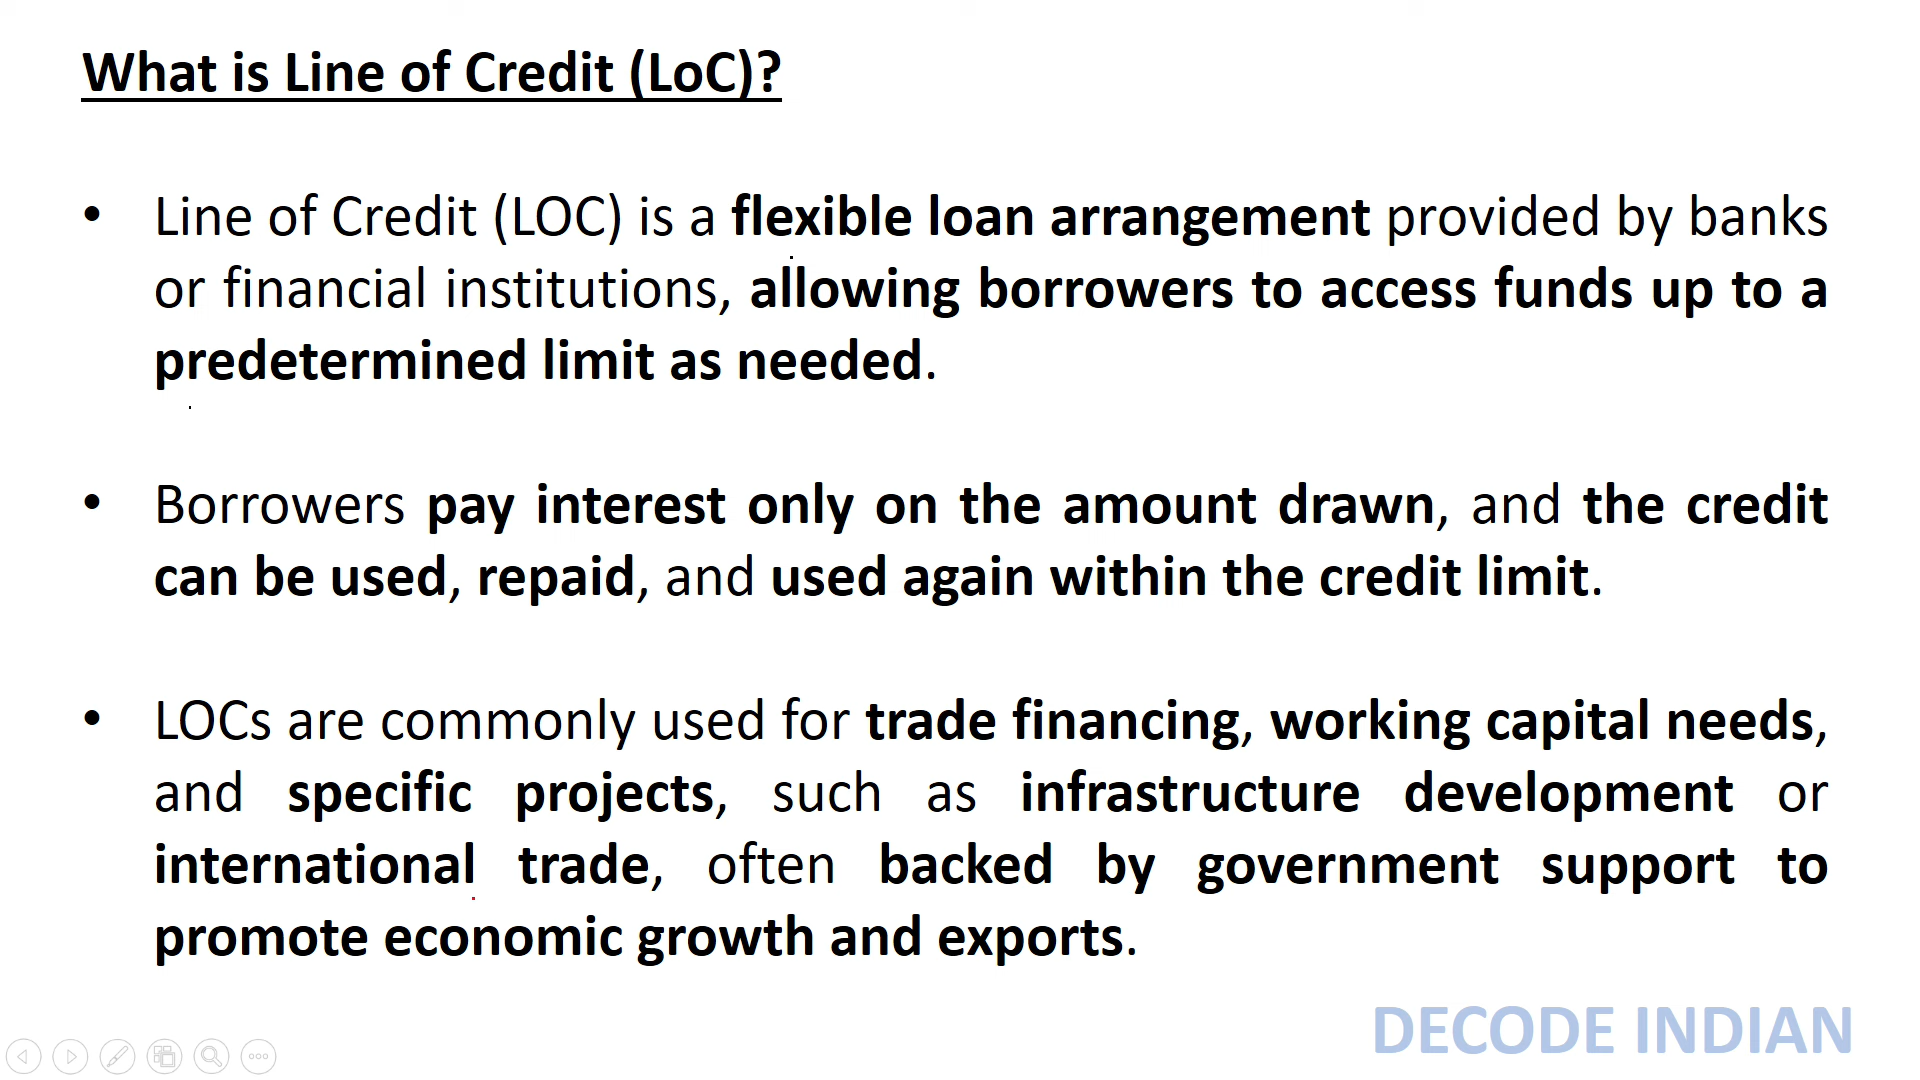 What is Line of Credit (LoC)?
• Line of Credit (LOC) is a flexible loan arrangement provided by banks
or financial institutions, allowing borrowers to access funds up to a
predetermined limit as needed.
• Borrowers pay interest only on the amount drawn, and the credit
can be used, repaid, and used again within the credit limit.
• LOCs are commonly used for trade financing, working capital needs,
and specific projects, such as infrastructure development or
international trade, often backed by government support to
promote economic growth and exports.
DECODE INDIAN